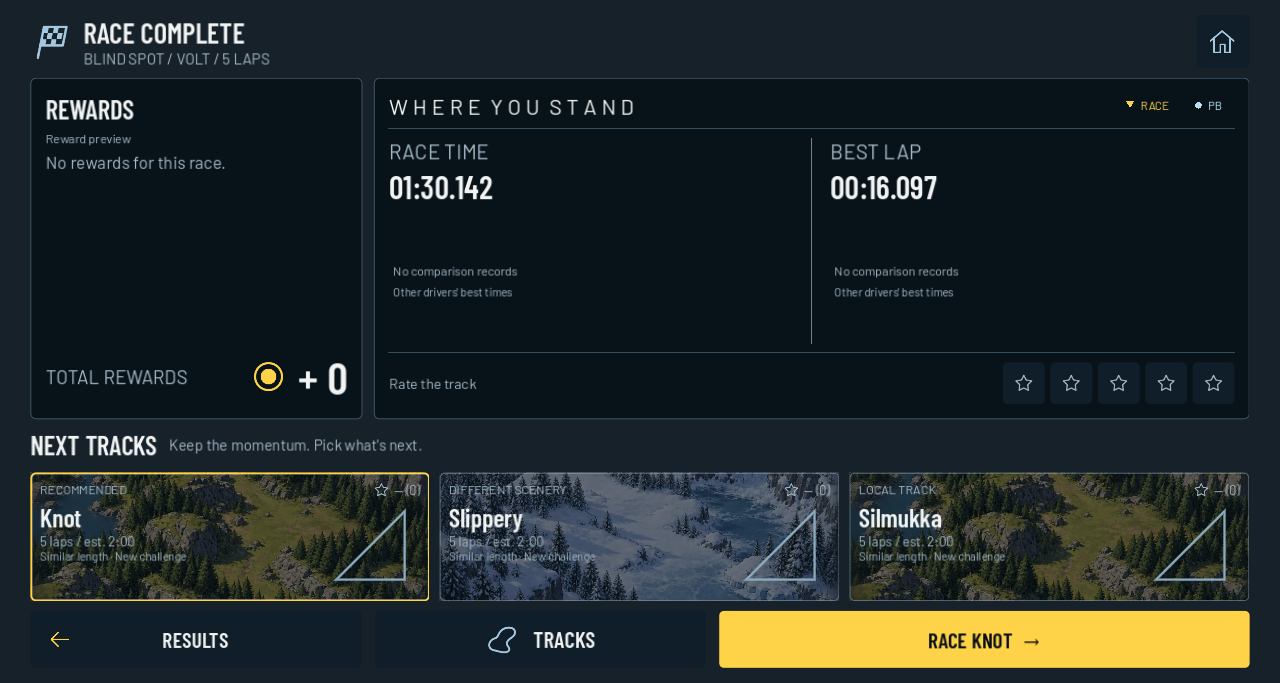 RACE COMPLETE
BLIND SPOT / VOLT / 5 LAPS
REWARDS
Reward preview
No rewards for this race.
TOTAL REWARDS
+ 0
WHERE YOU STAND
RACE
PB
RACE TIME
01:30.142
No comparison records
Other drivers' best times
BEST LAP
00:16.097
No comparison records
Other drivers' best times
Rate the track
NEXT TRACKS Keep the momentum. Pick what's next.
RECOMMENDED
– (0)
Knot
5 laps / est. 2:00
Similar length · New challenge
DIFFERENT SCENERY
– (0)
Slippery
5 laps / est. 2:00
Similar length · New challenge
LOCAL TRACK
– (0)
Silmukka
5 laps / est. 2:00
Similar length · New challenge
← RESULTS
TRACKS
RACE KNOT →